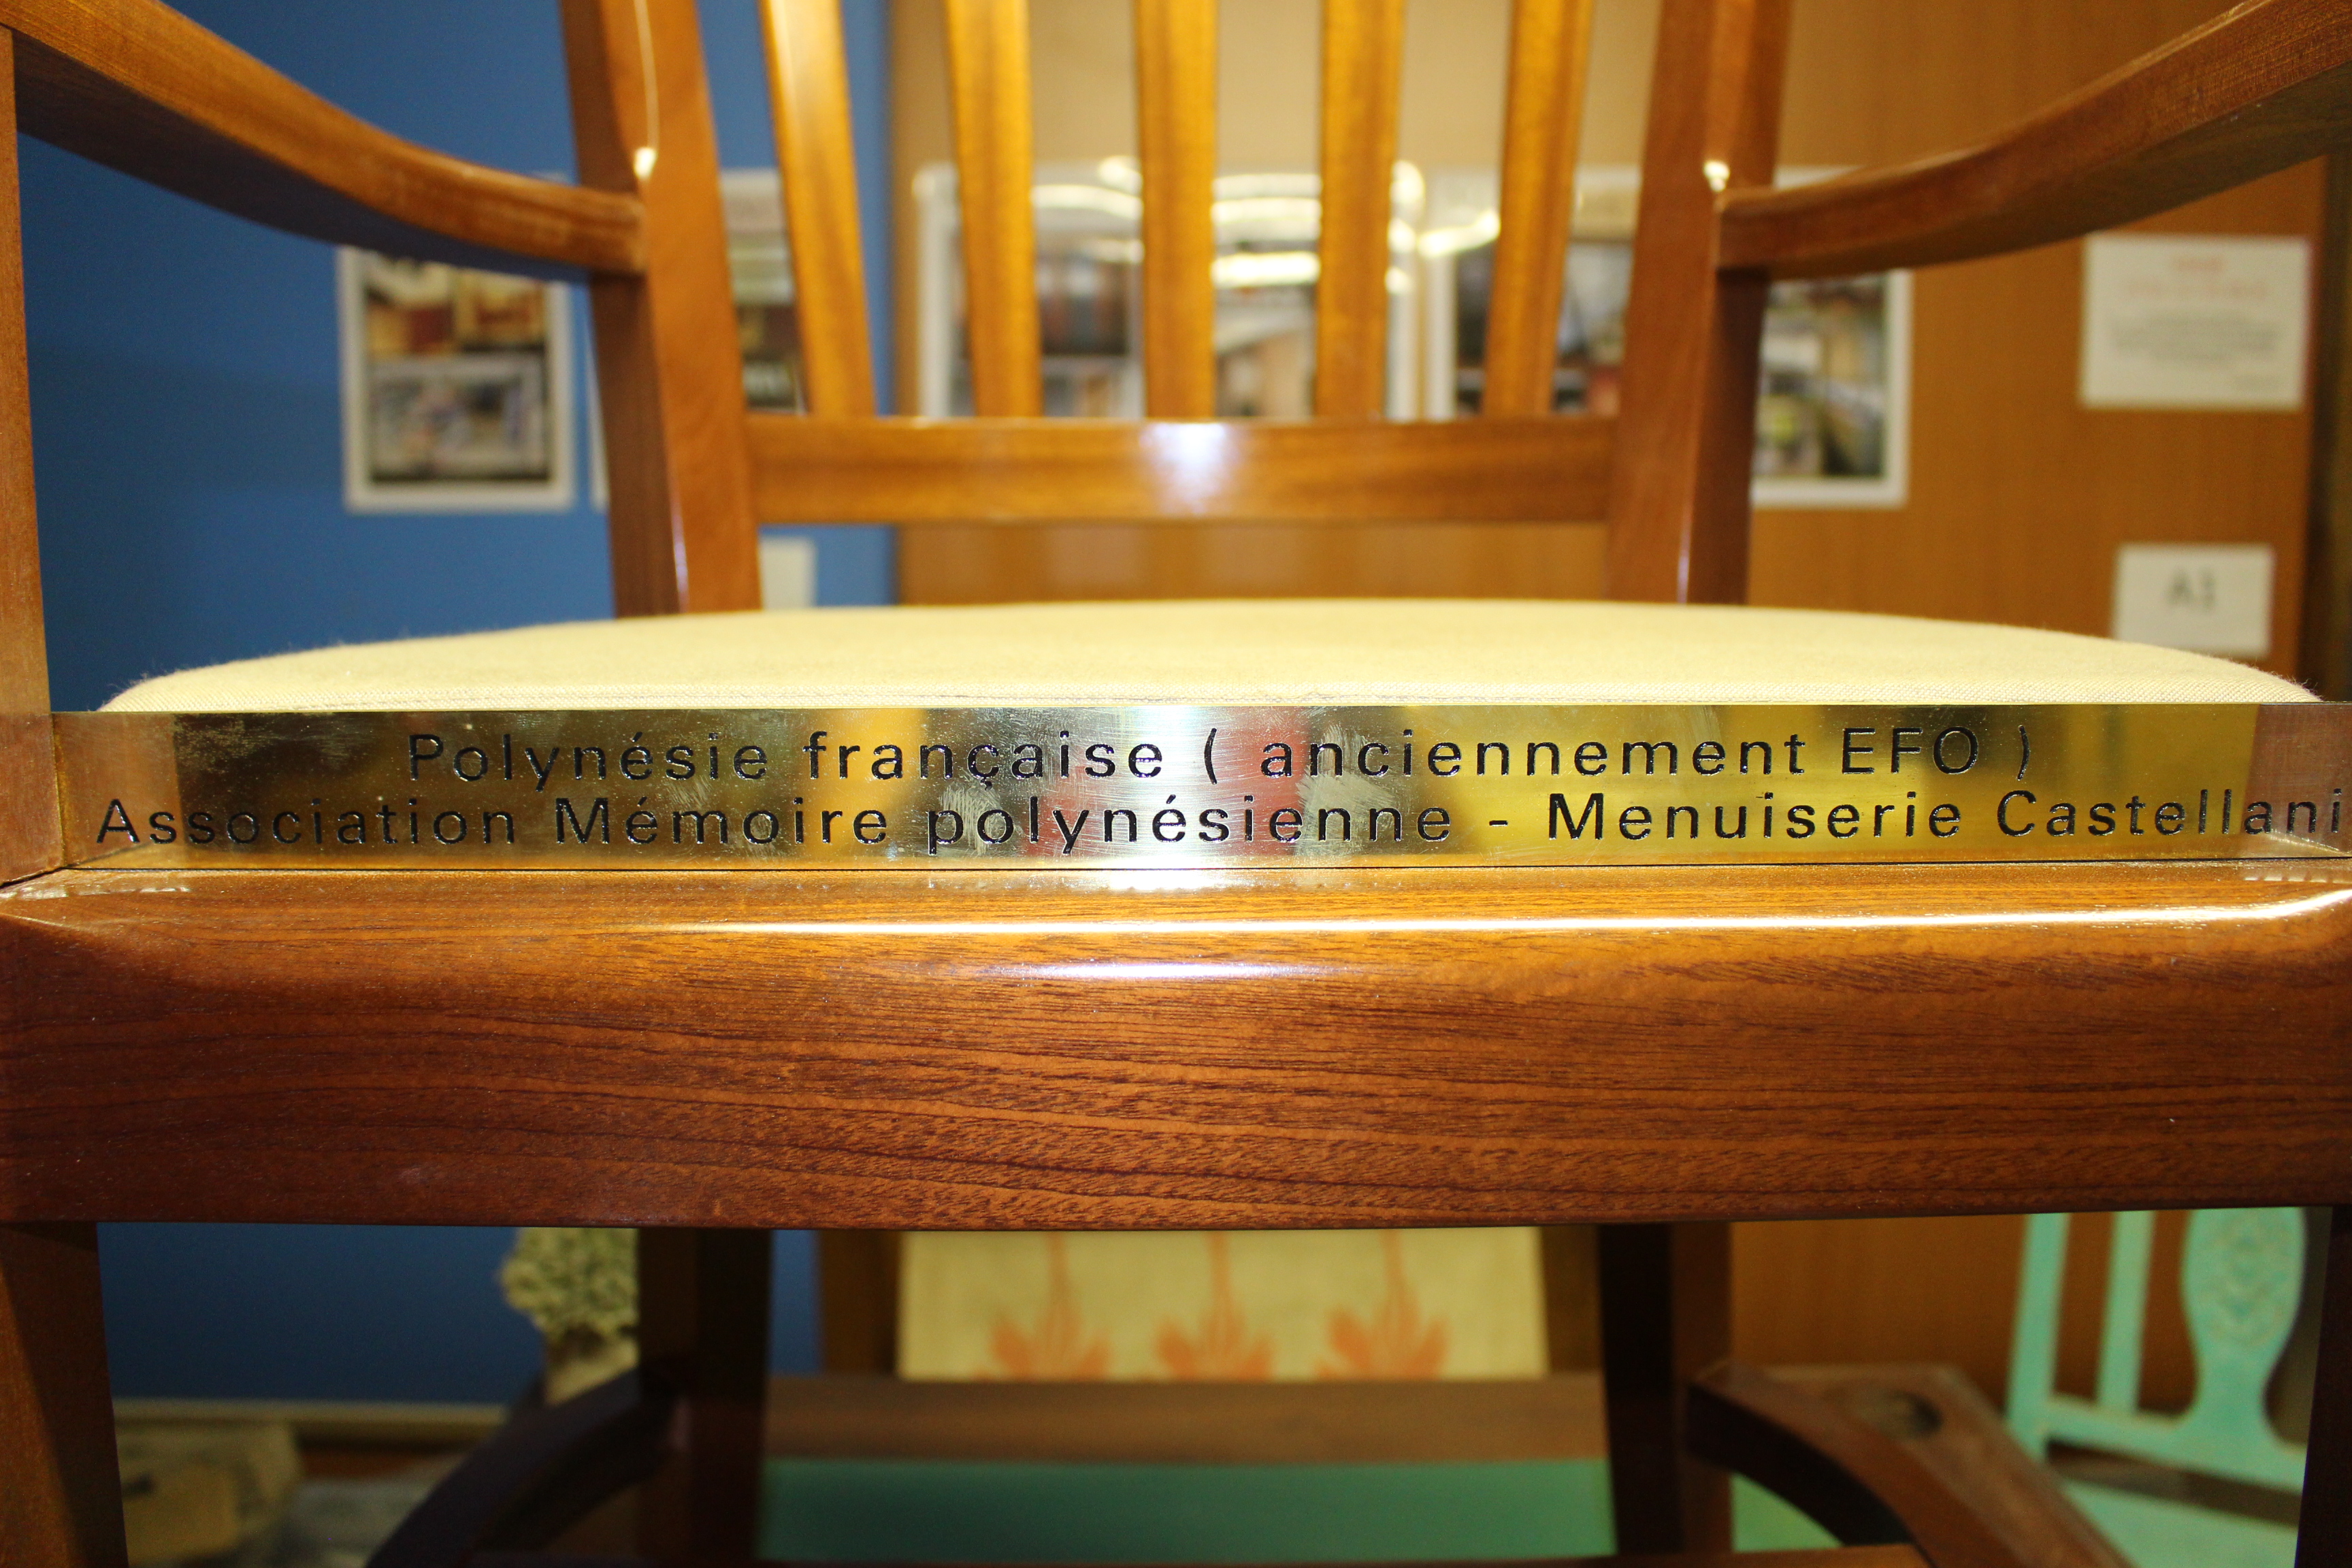 Polynésie française ( anciennement EFO )
Association Mémoire polynésienne - Menuiserie Castellani